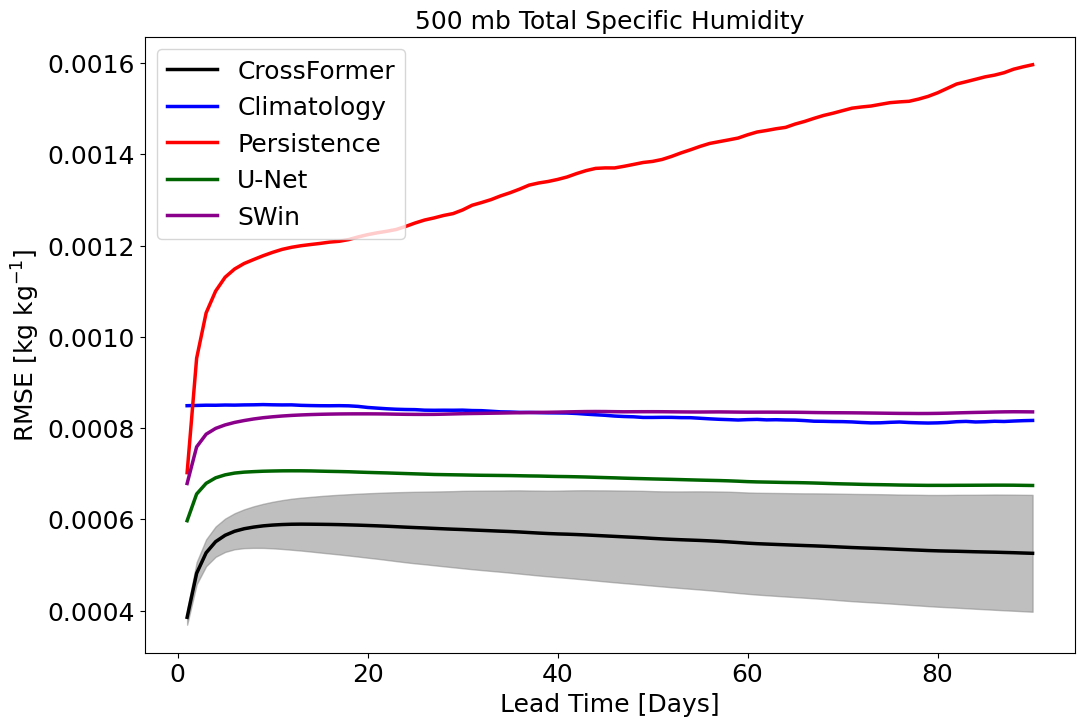 500 mb Total Specific Humidity
CrossFormer
Climatology
Persistence
U-Net
SWin
RMSE [kg kg⁻¹]
0.0016
0.0014
0.0012
0.0010
0.0008
0.0006
0.0004
0 20 40 60 80
Lead Time [Days]